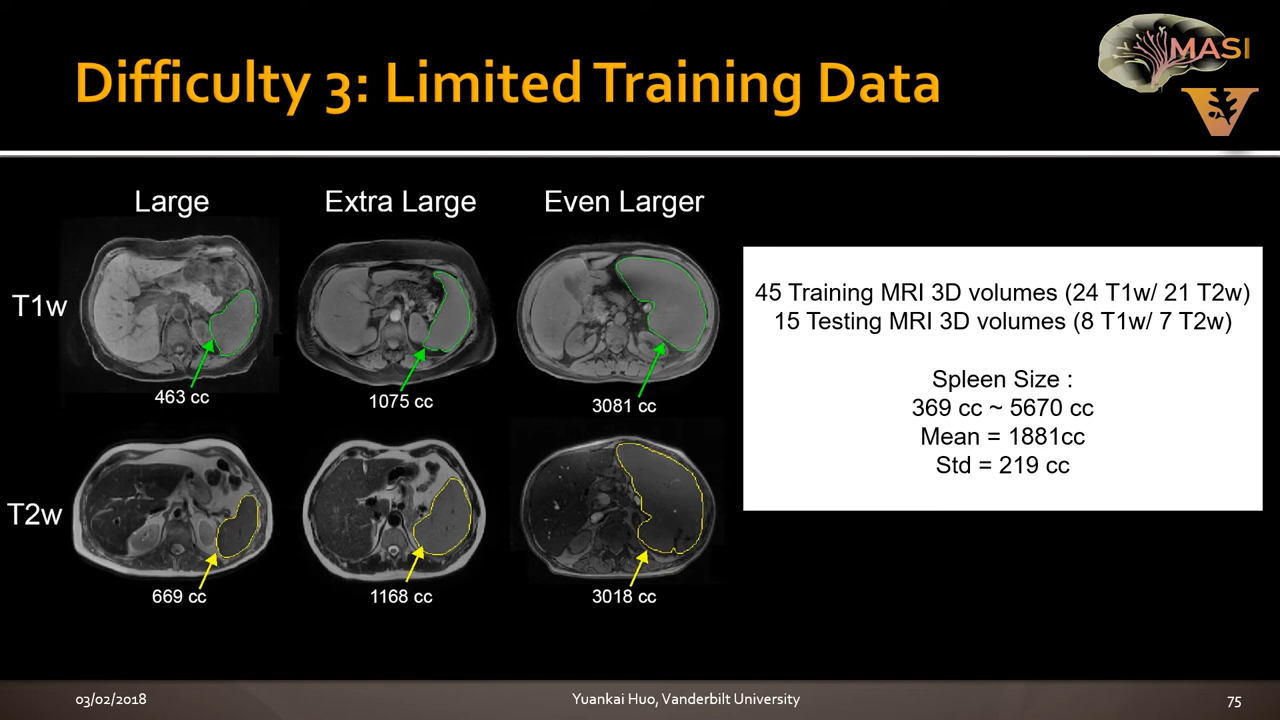 Difficulty 3: Limited Training Data
MASI
V
Large
Extra Large
Even Larger
T1w
463 cc
1075 cc
3081 cc
T2w
669 cc
1168 cc
3018 cc
45 Training MRI 3D volumes (24 T1w/ 21 T2w)
15 Testing MRI 3D volumes (8 T1w/ 7 T2w)
Spleen Size :
369 cc ~ 5670 cc
Mean = 1881cc
Std = 219 cc
03/02/2018
Yuankai Huo, Vanderbilt University
75